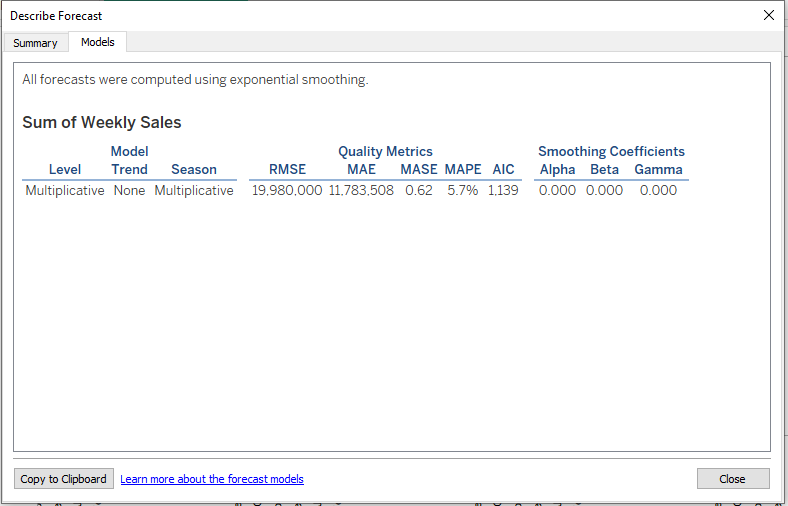 Describe Forecast
Summary Models
All forecasts were computed using exponential smoothing.
Sum of Weekly Sales
Model Quality Metrics Smoothing Coefficients
Level Trend Season RMSE MAE MASE MAPE AIC Alpha Beta Gamma
Multiplicative None Multiplicative 19,980,000 11,783,508 0.62 5.7% 1,139 0.000 0.000 0.000
Copy to Clipboard Learn more about the forecast models Close